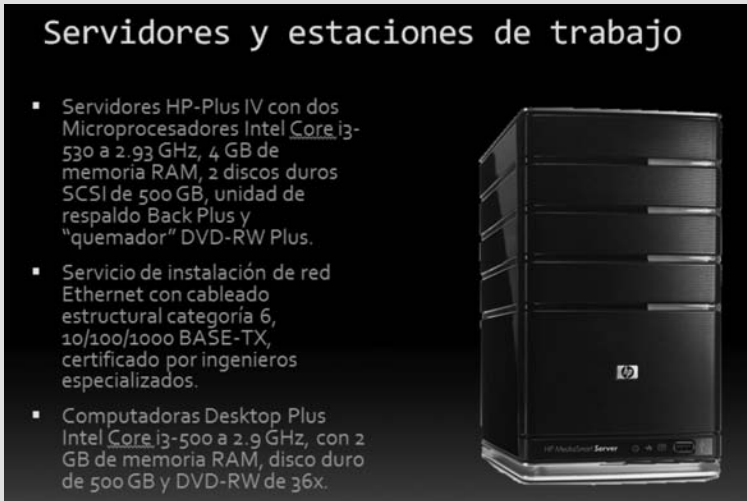 Servidores y estaciones de trabajo
▪ Servidores HP-Plus IV con dos
Microprocesadores Intel Core i3-
530 a 2.93 GHz, 4 GB de
memoria RAM, 2 discos duros
SCSI de 500 GB, unidad de
respaldo Back Plus y
“quemador” DVD-RW Plus.
▪ Servicio de instalación de red
Ethernet con cableado
estructural categoría 6,
10/100/1000 BASE-TX,
certificado por ingenieros
especializados.
▪ Computadoras Desktop Plus
Intel Core i3-500 a 2.9 GHz, con 2
GB de memoria RAM, disco duro
de 500 GB y DVD-RW de 36x.
hp
HP MediaSmart Server